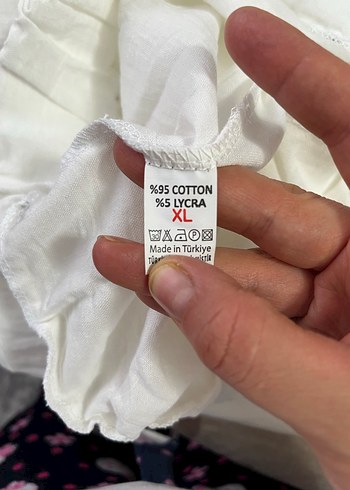 %95 COTTON
%5 LYCRA
XL
Made in Türkiye